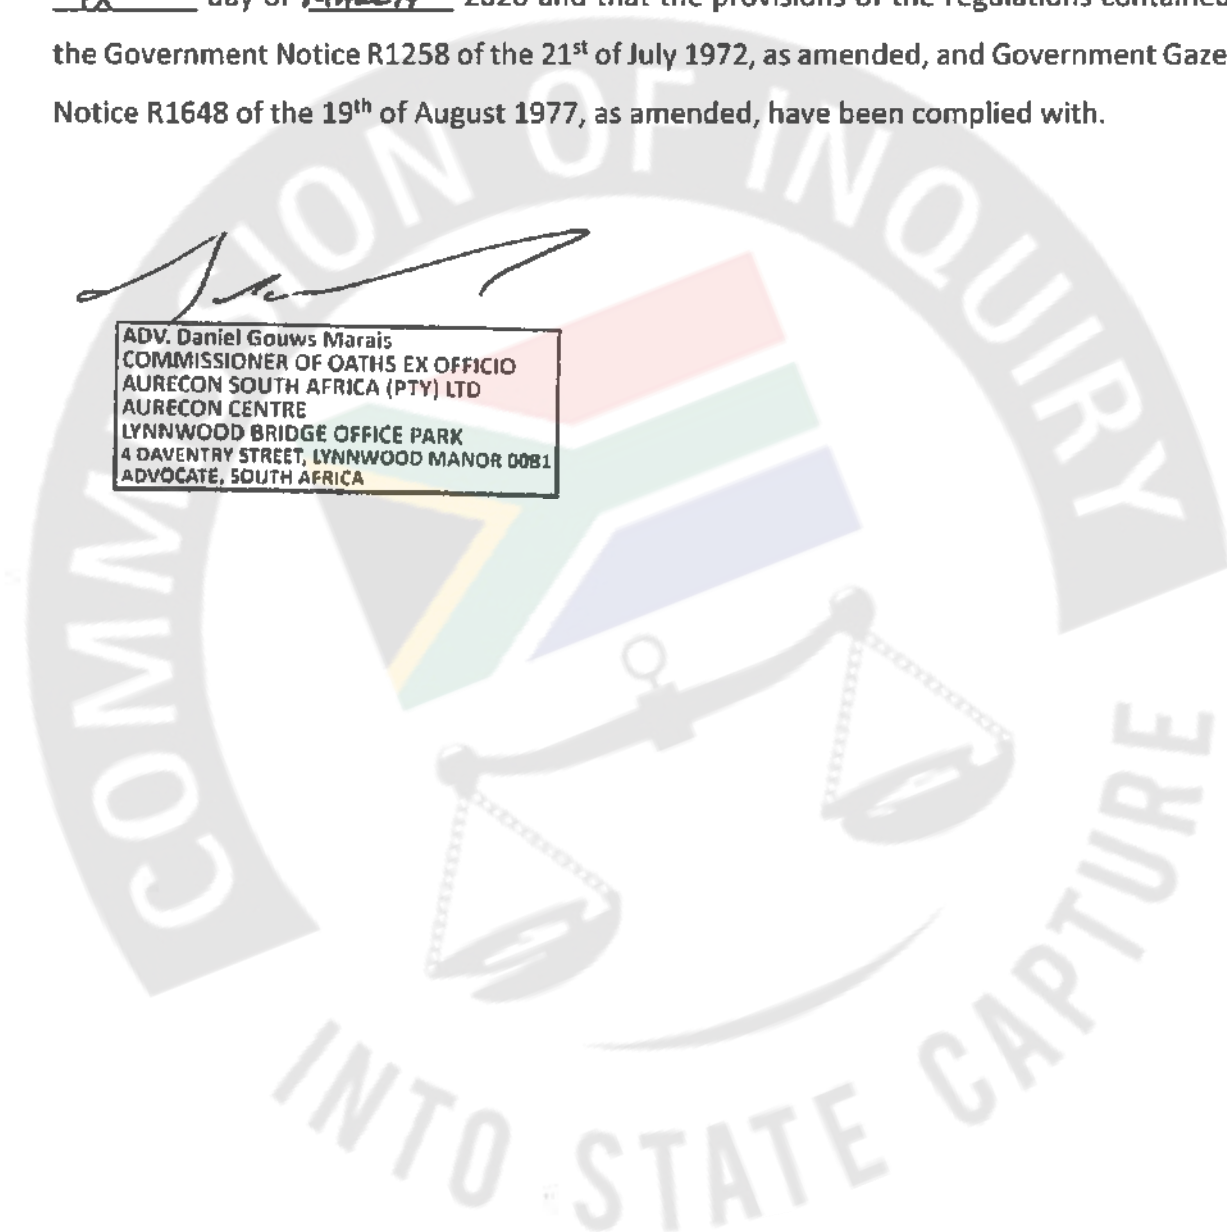 day of 2020 and that the provisions of the regulations contained
the Government Notice R1258 of the 21st of July 1972, as amended, and Government Gaze
Notice R1648 of the 19th of August 1977, as amended, have been complied with.
ADV. Daniel Gouws Marais
COMMISSIONER OF OATHS EX OFFICIO
AURECON SOUTH AFRICA (PTY) LTD
AURECON CENTRE
LYNNWOOD BRIDGE OFFICE PARK
4 DAVENTRY STREET, LYNNWOOD MANOR 0081
ADVOCATE, SOUTH AFRICA
COMMISSION OF INQUIRY
INTO STATE CAPTURE